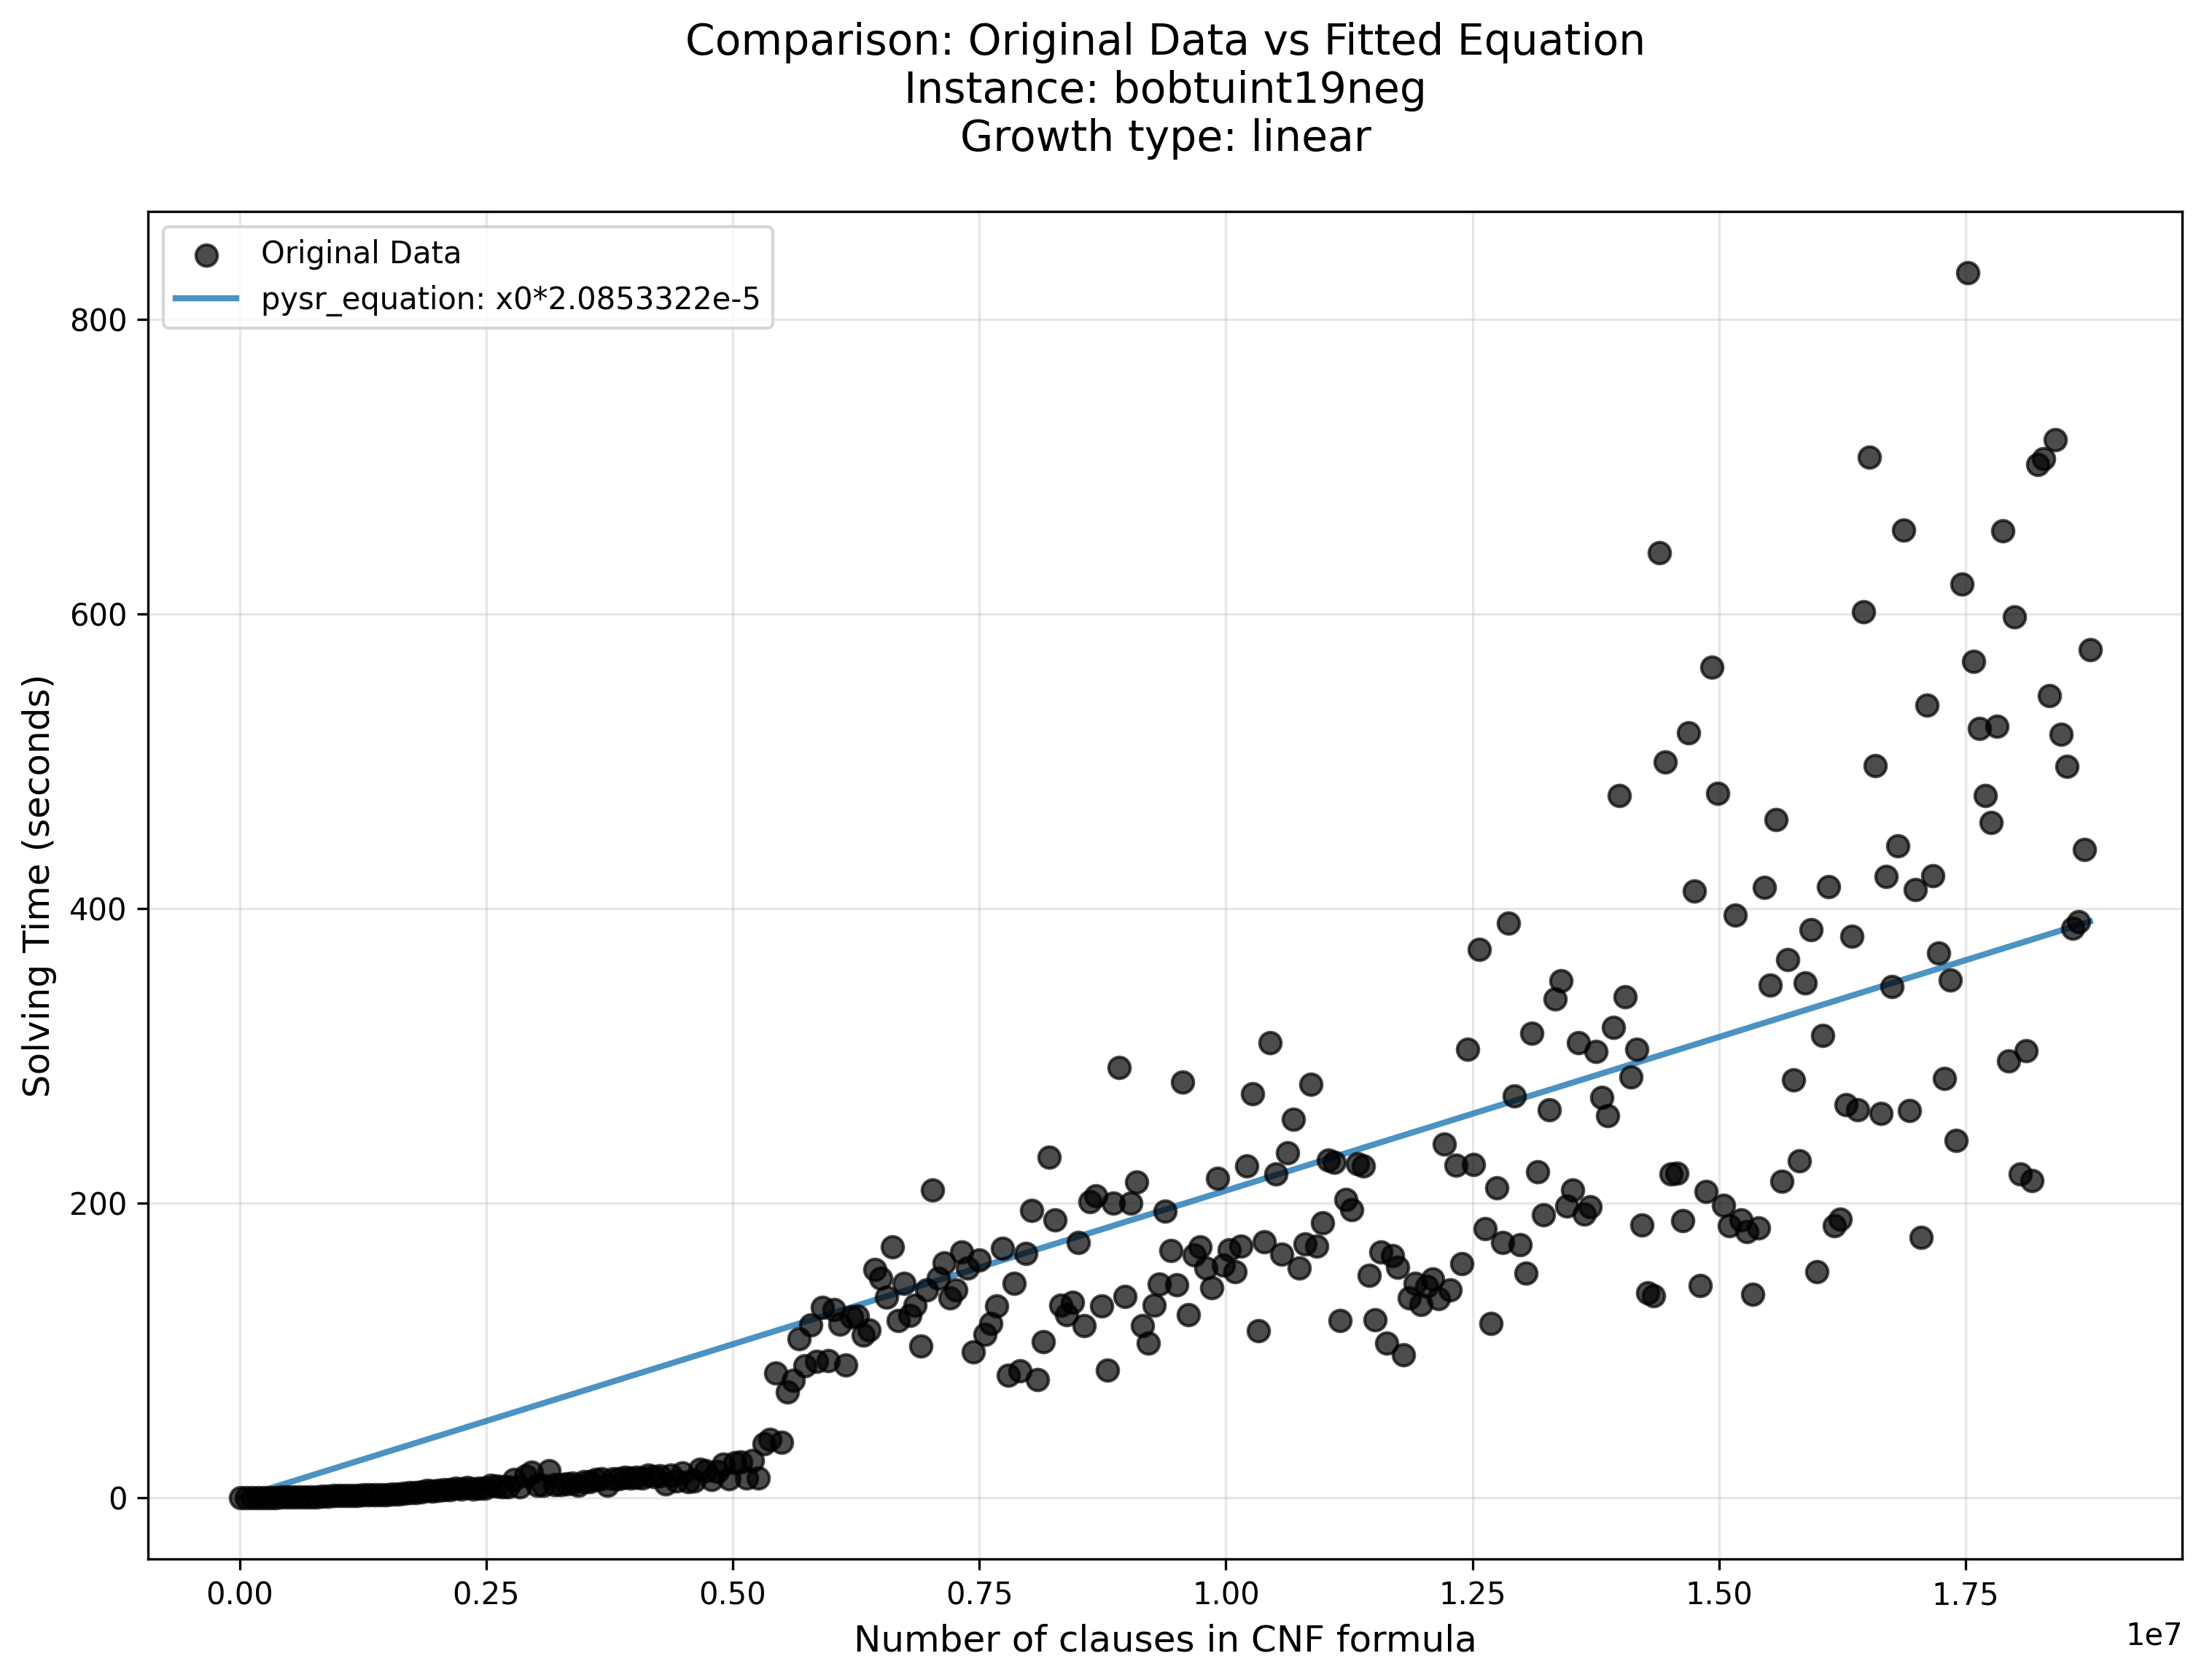 Comparison: Original Data vs Fitted Equation
Instance: bobtuint19neg
Growth type: linear
Original Data
pysr_equation: x0*2.0853322e-5
800
600
400
200
0
Solving Time (seconds)
0.00 0.25 0.50 0.75 1.00 1.25 1.50 1.75
1e7
Number of clauses in CNF formula